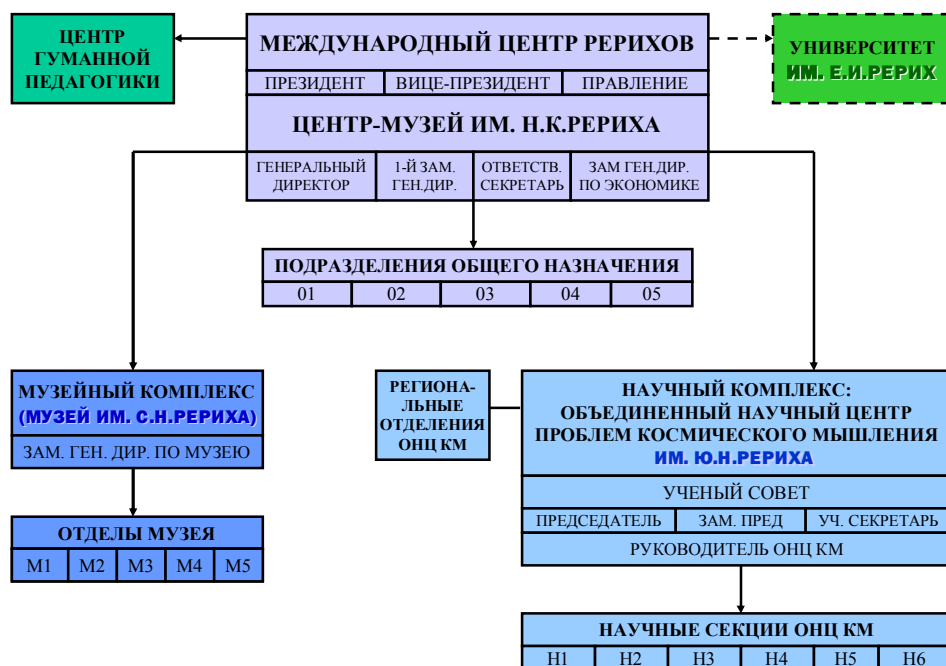 ЦЕНТР
ГУМАННОЙ
ПЕДАГОГИКИ
МЕЖДУНАРОДНЫЙ ЦЕНТР РЕРИХОВ
ПРЕЗИДЕНТ ВИЦЕ-ПРЕЗИДЕНТ ПРАВЛЕНИЕ
УНИВЕРСИТЕТ
ИМ. Е.И.РЕРИХ
ЦЕНТР-МУЗЕЙ ИМ. Н.К.РЕРИХА
ГЕНЕРАЛЬНЫЙ
ДИРЕКТОР
1-Й ЗАМ.
ГЕН.ДИР.
ОТВЕТСТВ.
СЕКРЕТАРЬ
ЗАМ ГЕН.ДИР.
ПО ЭКОНОМИКЕ
ПОДРАЗДЕЛЕНИЯ ОБЩЕГО НАЗНАЧЕНИЯ
01 02 03 04 05
МУЗЕЙНЫЙ КОМПЛЕКС
(МУЗЕЙ ИМ. С.Н.РЕРИХА)
ЗАМ. ГЕН. ДИР. ПО МУЗЕЮ
ОТДЕЛЫ МУЗЕЯ
М1 М2 М3 М4 М5
РЕГИОНА-
ЛЬНЫЕ
ОТДЕЛЕНИЯ
ОНЦ КМ
НАУЧНЫЙ КОМПЛЕКС:
ОБЪЕДИНЕННЫЙ НАУЧНЫЙ ЦЕНТР
ПРОБЛЕМ КОСМИЧЕСКОГО МЫШЛЕНИЯ
ИМ. Ю.Н.РЕРИХА
УЧЕНЫЙ СОВЕТ
ПРЕДСЕДАТЕЛЬ ЗАМ. ПРЕД УЧ. СЕКРЕТАРЬ
РУКОВОДИТЕЛЬ ОНЦ КМ
НАУЧНЫЕ СЕКЦИИ ОНЦ КМ
Н1 Н2 Н3 Н4 Н5 Н6